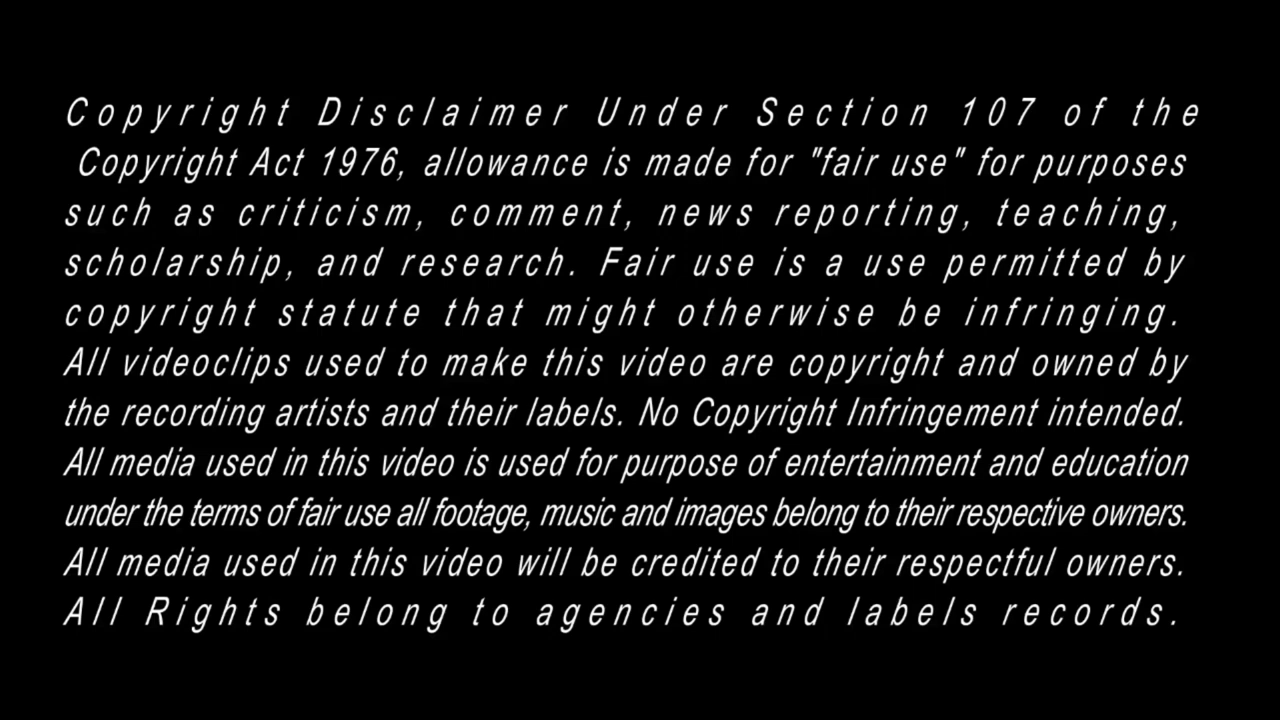 Copyright Disclaimer Under Section 107 of the
Copyright Act 1976, allowance is made for "fair use" for purposes
such as criticism, comment, news reporting, teaching,
scholarship, and research. Fair use is a use permitted by
copyright statute that might otherwise be infringing.
All videoclips used to make this video are copyright and owned by
the recording artists and their labels. No Copyright Infringement intended.
All media used in this video is used for purpose of entertainment and education
under the terms of fair use all footage, music and images belong to their respective owners.
All media used in this video will be credited to their respectful owners.
All Rights belong to agencies and labels records.